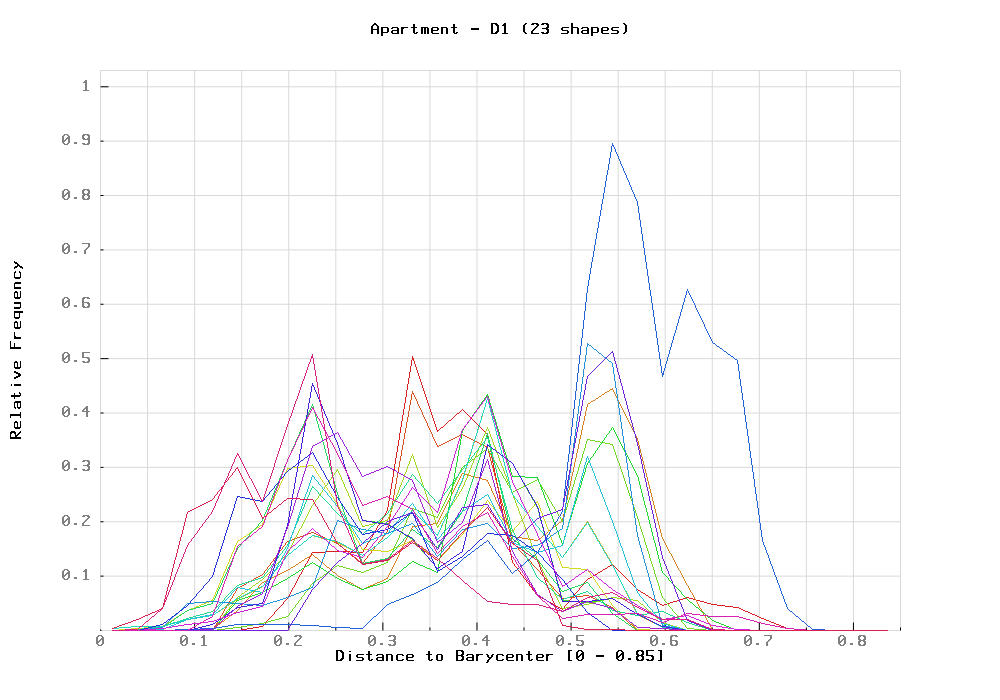 Apartment - D1 (23 shapes)
1
0.9
0.8
0.7
0.6
0.5
0.4
0.3
0.2
0.1
Relative Frequency
0 0.1 0.2 0.3 0.4 0.5 0.6 0.7 0.8
Distance to Barycenter [0 - 0.85]